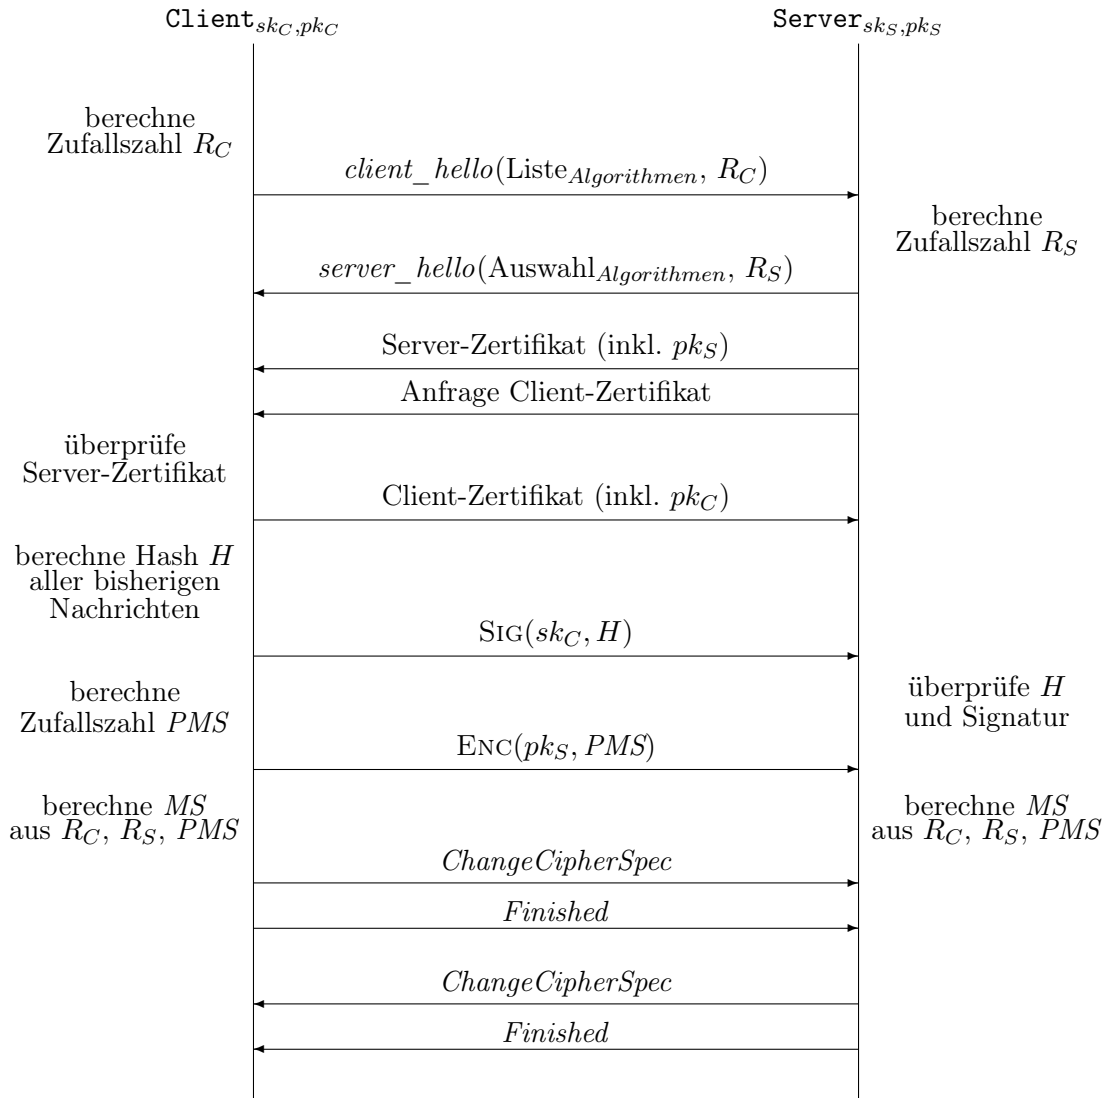 Client_{sk_C,pk_C}
Server_{sk_S,pk_S}
berechne
Zufallszahl R_C
client_hello(Liste_{Algorithmen}, R_C)
berechne
Zufallszahl R_S
server_hello(Auswahl_{Algorithmen}, R_S)
Server-Zertifikat (inkl. pk_S)
Anfrage Client-Zertifikat
überprüfe
Server-Zertifikat
Client-Zertifikat (inkl. pk_C)
berechne Hash H
aller bisherigen
Nachrichten
SIG(sk_C, H)
berechne
Zufallszahl PMS
überprüfe H
und Signatur
ENC(pk_S, PMS)
berechne MS
aus R_C, R_S, PMS
berechne MS
aus R_C, R_S, PMS
ChangeCipherSpec
Finished
ChangeCipherSpec
Finished